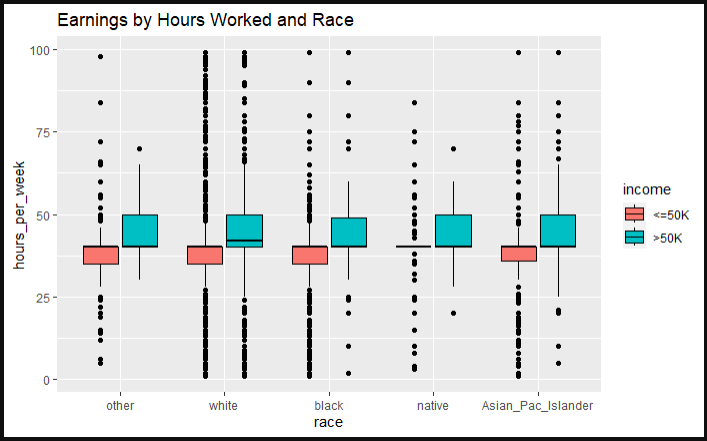 Earnings by Hours Worked and Race
100
75
50
25
0
hours_per_week
other white black native Asian_Pac_Islander
race
income
<=50K
>50K